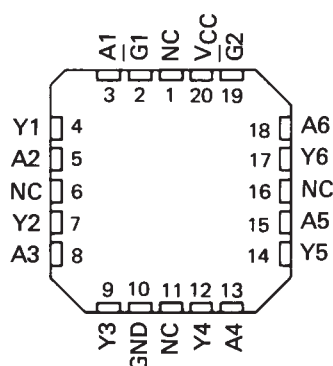 A1 G1 NC VCC G2
3 2 1 20 19
Y1 4 18 A6
A2 5 17 Y6
NC 6 16 NC
Y2 7 15 A5
A3 8 14 Y5
9 10 11 12 13
Y3 GND NC Y4 A4